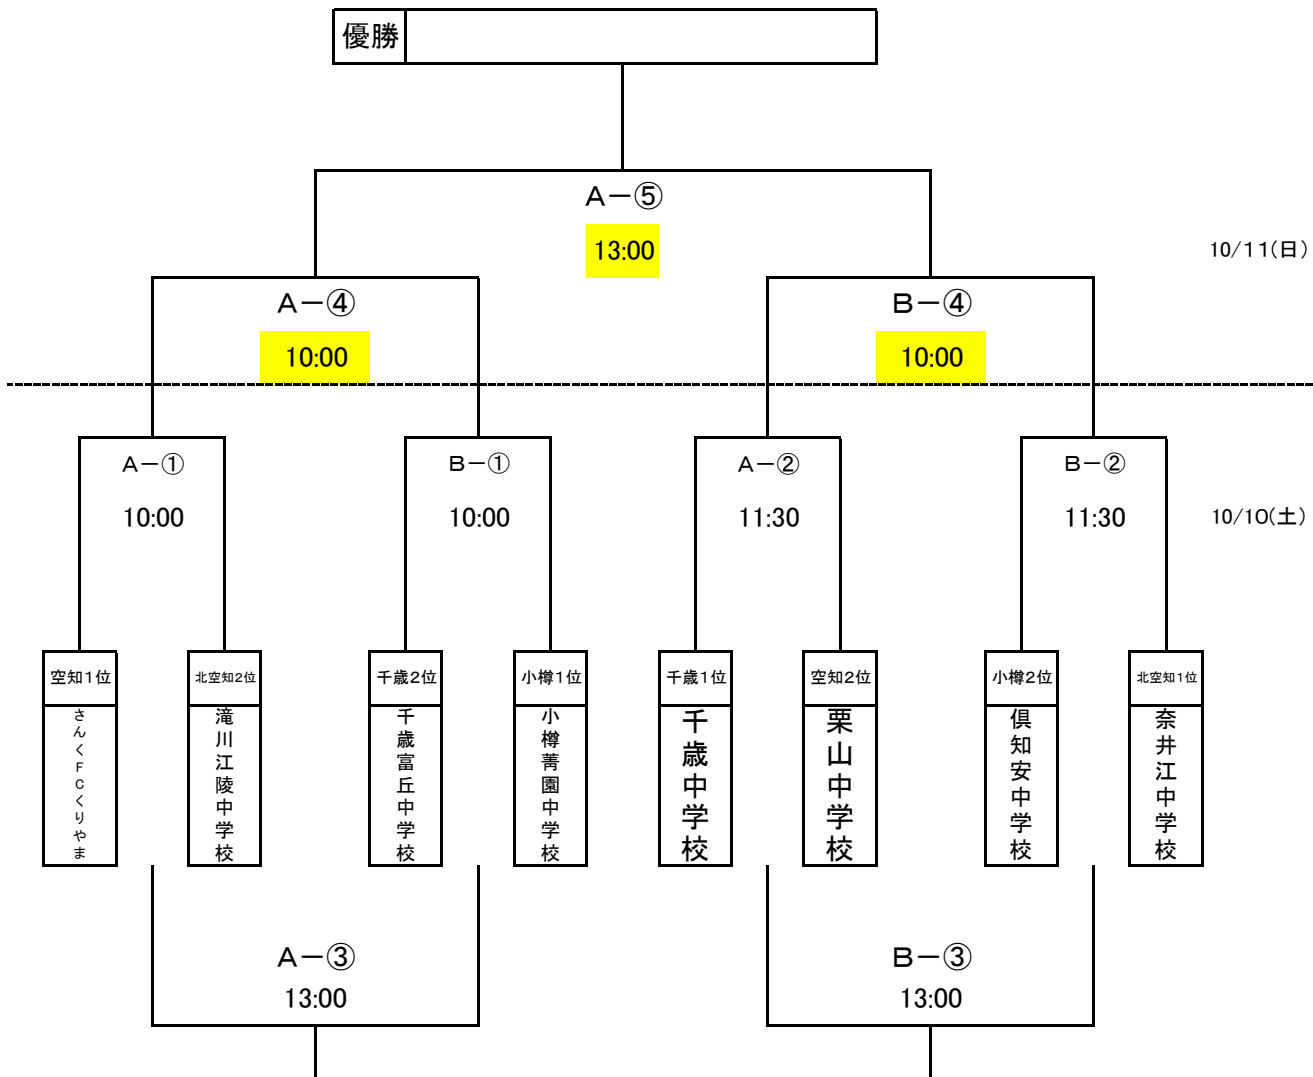 優勝
A－⑤
13:00
10/11(日)
A－④
B－④
10:00
10:00
A－①
B－①
A－②
B－②
10:00
10:00
11:30
11:30
10/10(土)
空知1位
北空知2位
千歳2位
小樽1位
千歳1位
空知2位
小樽2位
北空知1位
さんくFCくりやま
滝川江陵中学校
千歳富丘中学校
小樽菁園中学校
千歳中学校
栗山中学校
倶知安中学校
奈井江中学校
A－③
B－③
13:00
13:00